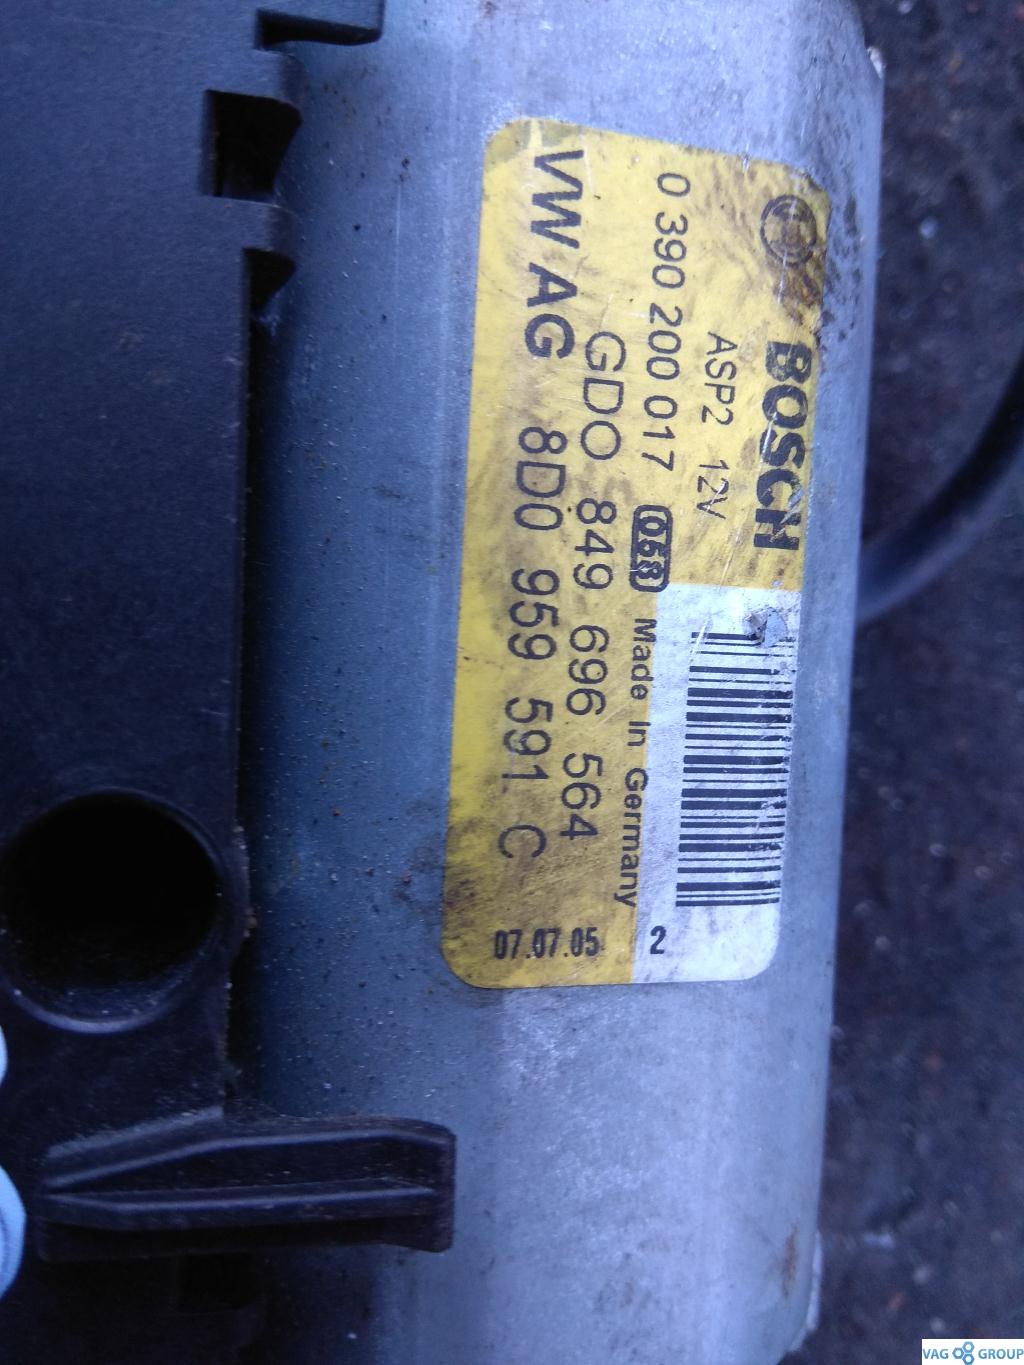 BOSCH
ASP2 12V
0 390 200 017 068 Made In Germany
GDO 849 696 564
VW AG 8D0 959 591 C
07.07.05 2
VAG GROUP